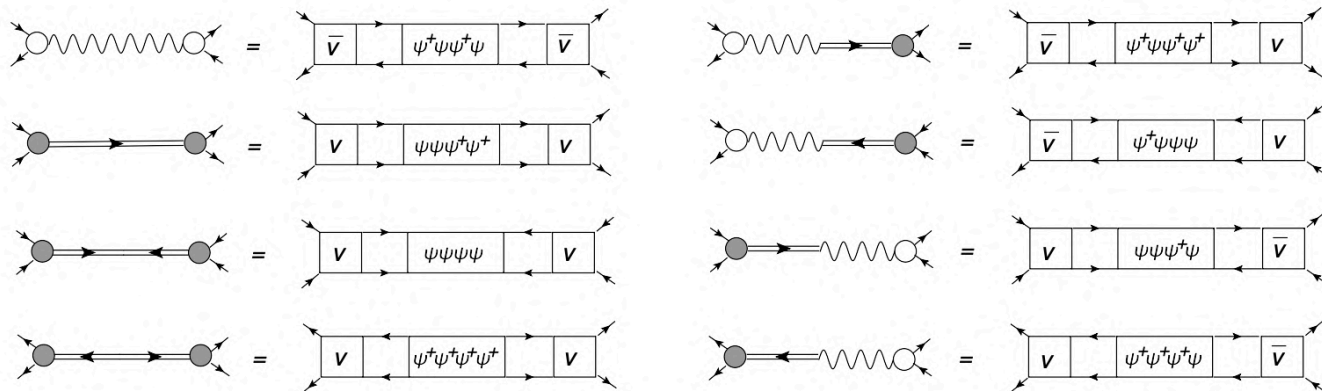 = V̄ ψ⁺ψψ⁺ψ V̄ = V̄ ψ⁺ψψ⁺ψ⁺ V
= V ψψψ⁺ψ⁺ V = V̄ ψ⁺ψψψ V
= V ψψψψ V = V ψψψ⁺ψ V̄
= V ψ⁺ψ⁺ψ⁺ψ⁺ V = V ψ⁺ψ⁺ψ⁺ψ V̄